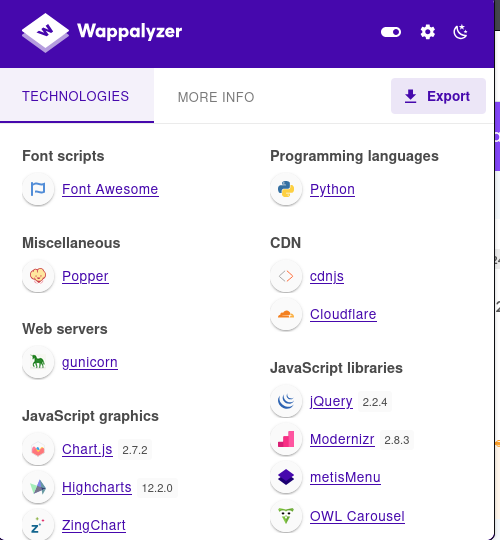 Wappalyzer
TECHNOLOGIES
MORE INFO
Export
Font scripts
Font Awesome
Miscellaneous
Popper
Web servers
gunicorn
JavaScript graphics
Chart.js 2.7.2
Highcharts 12.2.0
ZingChart
Programming languages
Python
CDN
cdnjs
Cloudflare
JavaScript libraries
jQuery 2.2.4
Modernizr 2.8.3
metisMenu
OWL Carousel